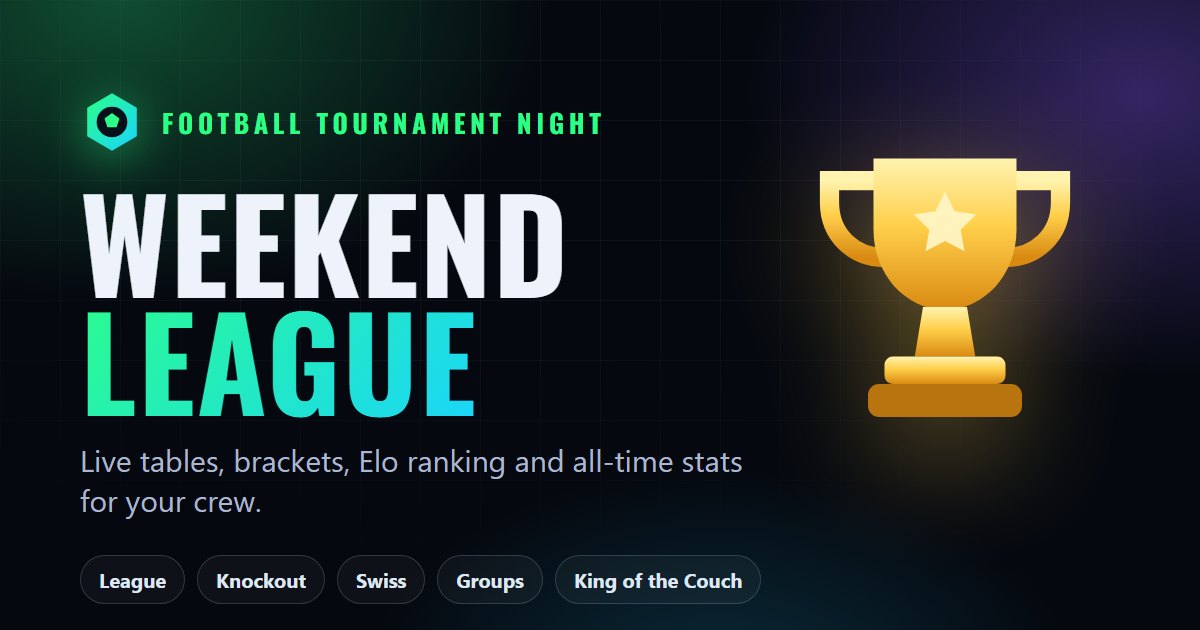 FOOTBALL TOURNAMENT NIGHT
WEEKEND
LEAGUE
Live tables, brackets, Elo ranking and all-time stats
for your crew.
League
Knockout
Swiss
Groups
King of the Couch